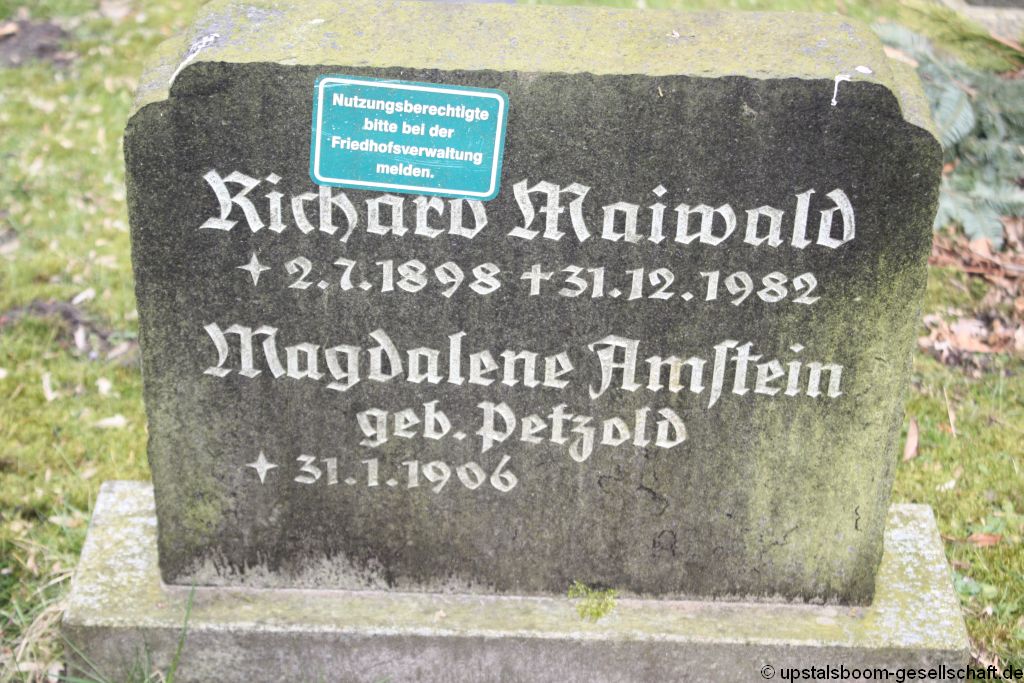 Nutzungsberechtigte
bitte bei der
Friedhofsverwaltung
melden.
Richard Maiwald
✦ 2.7.1898 ✝ 31.12.1982
Magdalene Amſtein
geb. Petzold
✦ 31.1.1906
© upstalsboom-gesellschaft.de